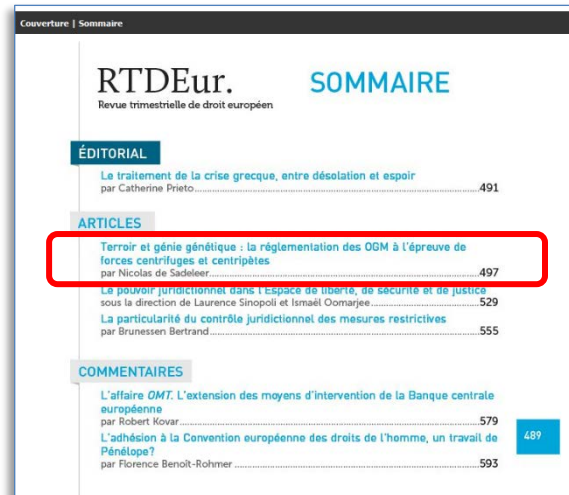 Couverture | Sommaire
RTDEur.
SOMMAIRE
Revue trimestrielle de droit européen
ÉDITORIAL
Le traitement de la crise grecque, entre désolation et espoir
par Catherine Prieto.....491
ARTICLES
Terroir et génie génétique : la réglementation des OGM à l'épreuve de
forces centrifuges et centripètes
par Nicolas de Sadeleer.....497
Le pouvoir juridictionnel dans l'Espace de liberté, de sécurité et de justice
sous la direction de Laurence Sinopoli et Ismaël Oomarjee.....529
La particularité du contrôle juridictionnel des mesures restrictives
par Brunessen Bertrand.....555
COMMENTAIRES
L'affaire OMT. L'extension des moyens d'intervention de la Banque centrale
européenne
par Robert Kovar.....579
L'adhésion à la Convention européenne des droits de l'homme, un travail de
Pénélope?
par Florence Benoît-Rohmer.....593
489